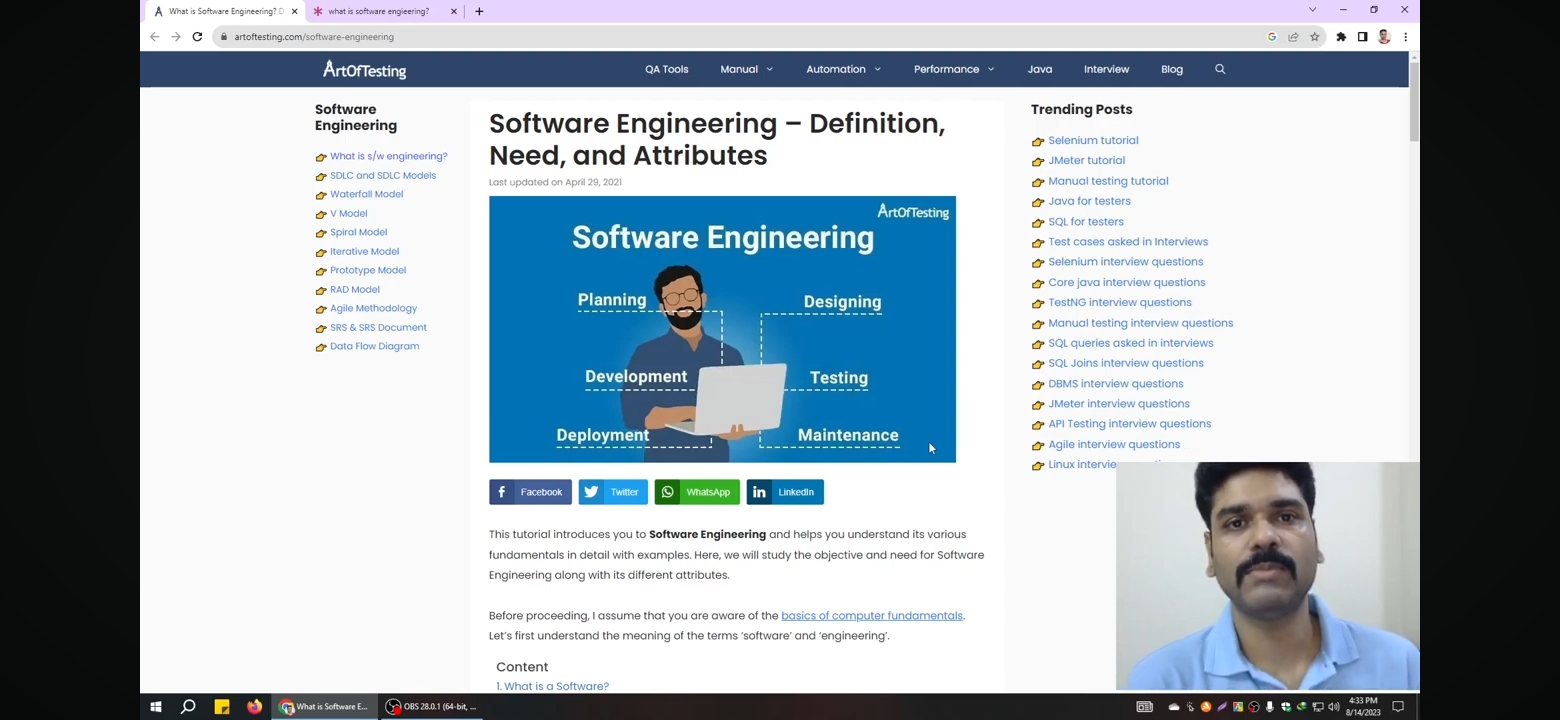 What is Software Engineering? D
what is software engieering?
artoftesting.com/software-engineering
ArtOfTesting
QA Tools
Manual
Automation
Performance
Java
Interview
Blog
Software
Engineering
What is s/w engineering?
SDLC and SDLC Models
Waterfall Model
V Model
Spiral Model
Iterative Model
Prototype Model
RAD Model
Agile Methodology
SRS & SRS Document
Data Flow Diagram
Software Engineering – Definition,
Need, and Attributes
Last updated on April 29, 2021
ArtOfTesting
Software Engineering
Planning
Designing
Development
Testing
Deployment
Maintenance
Facebook
Twitter
WhatsApp
LinkedIn
This tutorial introduces you to Software Engineering and helps you understand its various
fundamentals in detail with examples. Here, we will study the objective and need for Software
Engineering along with its different attributes.
Before proceeding, I assume that you are aware of the basics of computer fundamentals.
Let's first understand the meaning of the terms 'software' and 'engineering'.
Content
1. What is a Software?
Trending Posts
Selenium tutorial
JMeter tutorial
Manual testing tutorial
Java for testers
SQL for testers
Test cases asked in Interviews
Selenium interview questions
Core java interview questions
TestNG interview questions
Manual testing interview questions
SQL queries asked in interviews
SQL Joins interview questions
DBMS interview questions
JMeter interview questions
API Testing interview questions
Agile interview questions
Linux
What is Software E...
OBS 28.0.1 (64-bit, ...
4:33 PM
8/14/2023